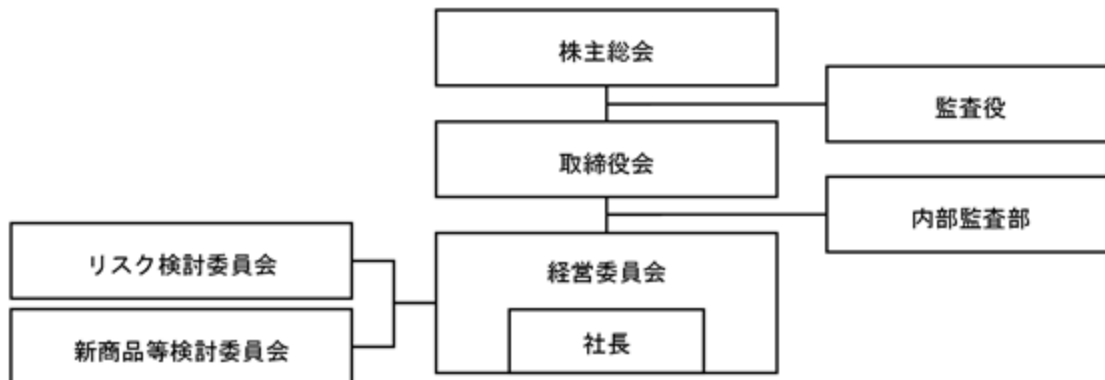 株主総会
監査役
取締役会
内部監査部
リスク検討委員会
経営委員会
新商品等検討委員会
社長